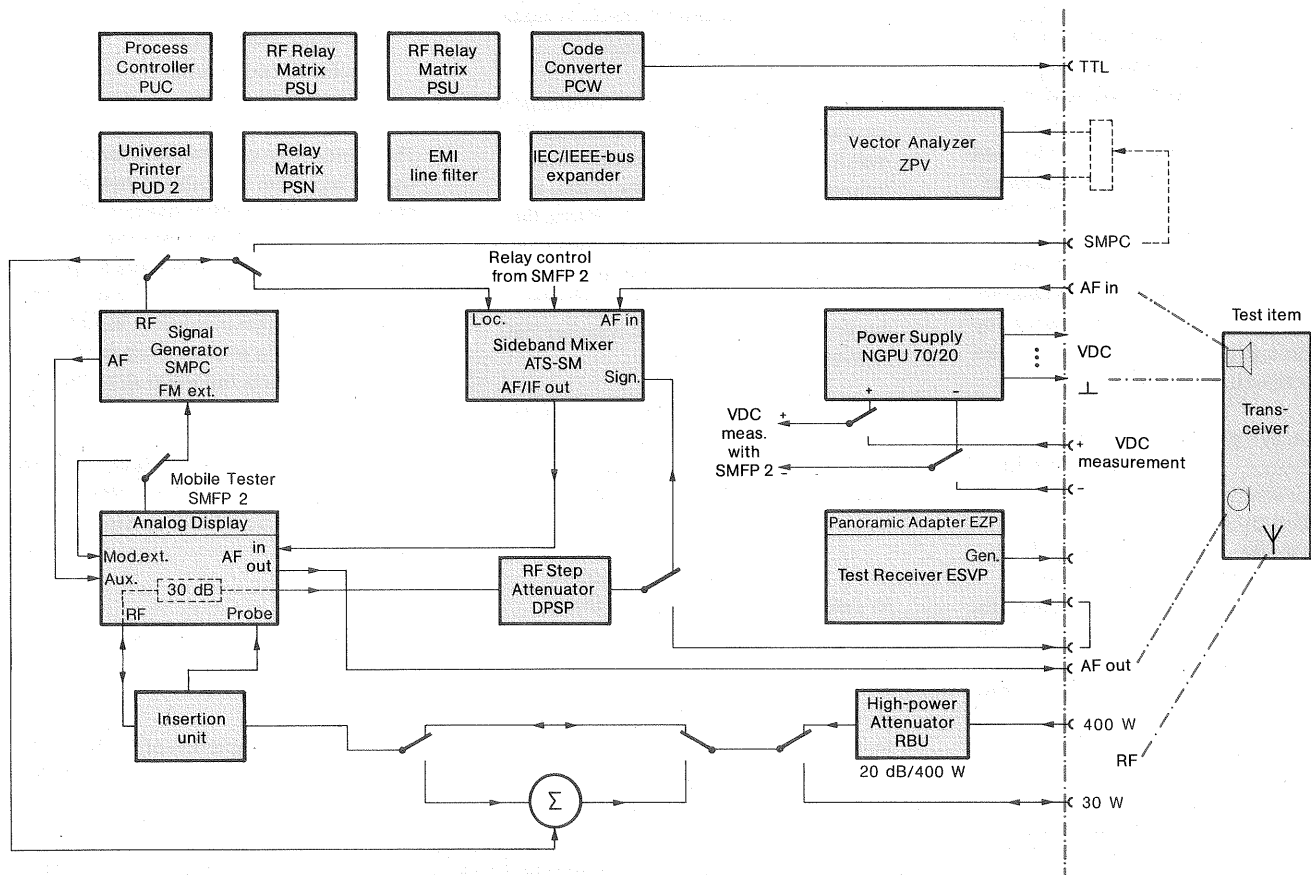 Process
Controller
PUC
RF Relay
Matrix
PSU
RF Relay
Matrix
PSU
Code
Converter
PCW
TTL
Universal
Printer
PUD 2
Relay
Matrix
PSN
EMI
line filter
IEC/IEEE-bus
expander
Vector Analyzer
ZPV
SMPC
Relay control
from SMFP 2
AF in
RF
Signal
Generator
SMPC
AF
FM ext.
Loc.
AF in
Sideband Mixer
ATS-SM
Sign.
AF/IF out
Power Supply
NGPU 70/20
+
-
VDC
⊥
Test item
Trans-
ceiver
VDC
meas.
with
SMFP 2
+
-
+
VDC
measurement
-
Mobile Tester
SMFP 2
Analog Display
Mod.ext.
AF
in
out
Aux.
30 dB
RF
Probe
RF Step
Attenuator
DPSP
Panoramic Adapter EZP
Gen.
Test Receiver ESVP
AF out
Insertion
unit
High-power
Attenuator
RBU
20 dB/400 W
400 W
RF
Σ
30 W